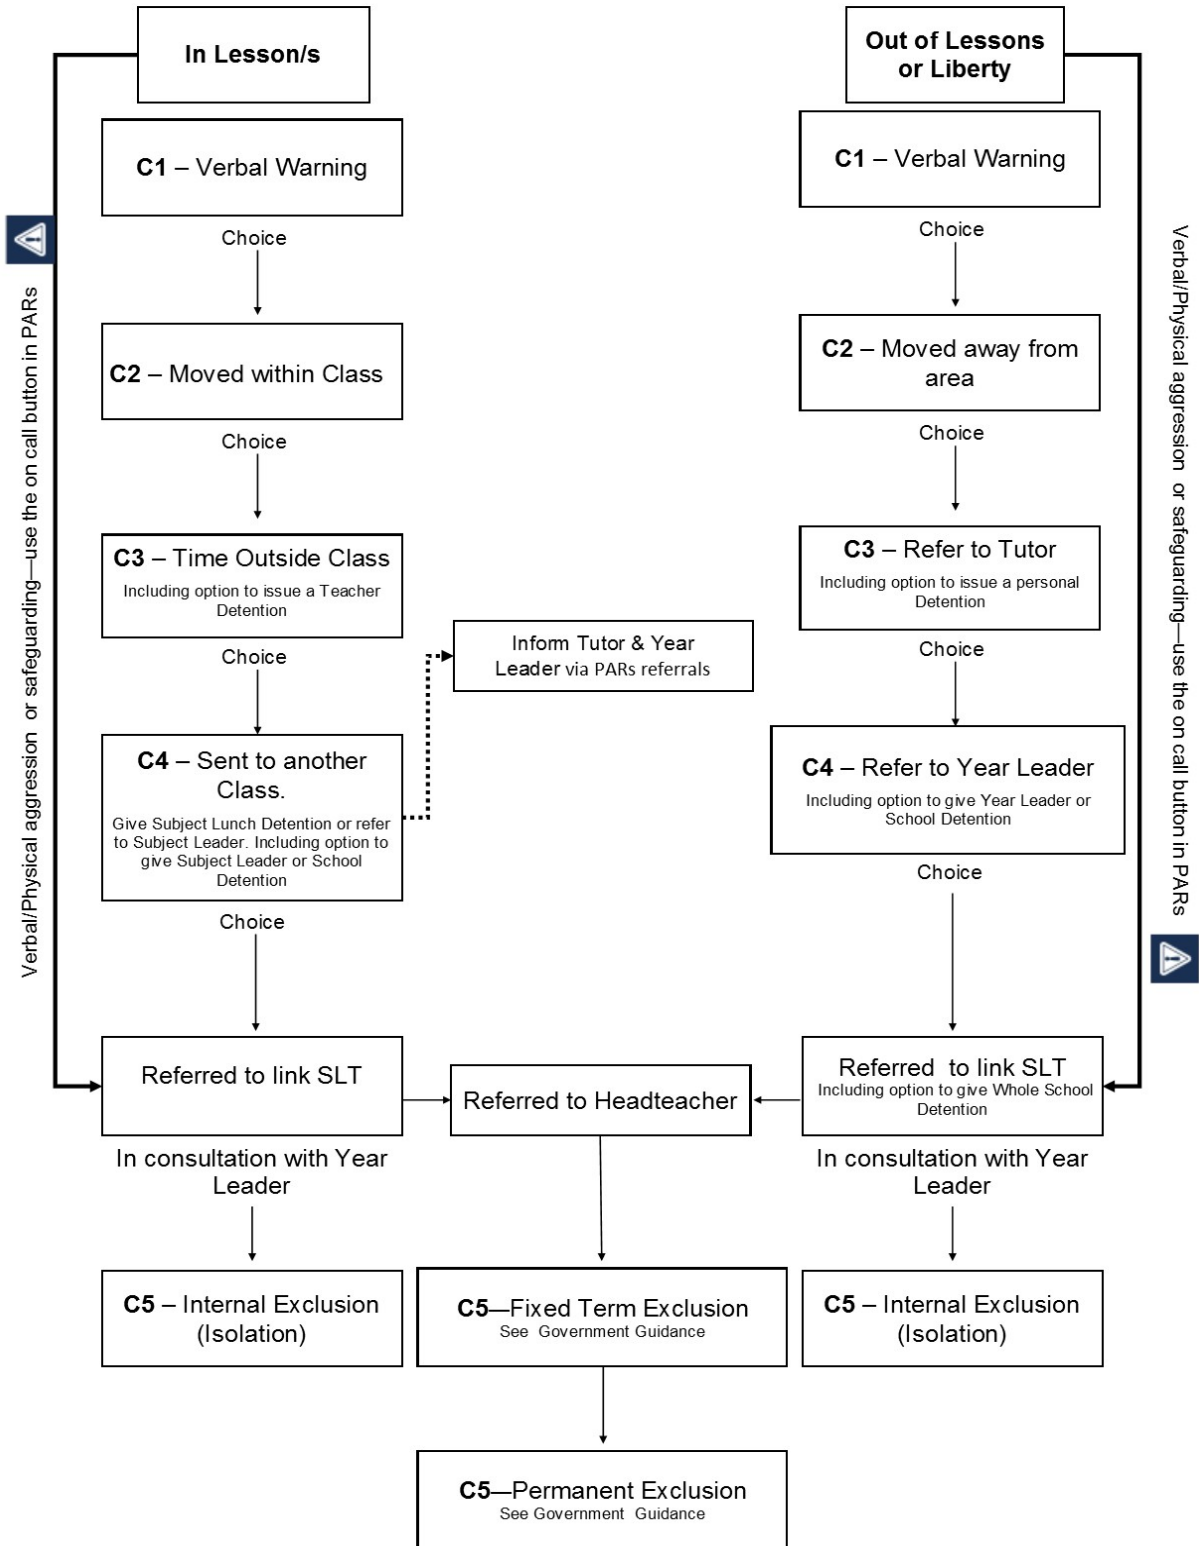 In Lesson/s
C1 – Verbal Warning
Choice
C2 – Moved within Class
Choice
C3 – Time Outside Class
Including option to issue a Teacher
Detention
Choice
C4 – Sent to another
Class.
Give Subject Lunch Detention or refer
to Subject Leader. Including option to
give Subject Leader or School
Detention
Choice
Referred to link SLT
In consultation with Year
Leader
C5 – Internal Exclusion
(Isolation)
Verbal/Physical aggression or safeguarding—use the on call button in PARs
Inform Tutor & Year
Leader via PARs referrals
Referred to Headteacher
C5—Fixed Term Exclusion
See Government Guidance
C5—Permanent Exclusion
See Government Guidance
Out of Lessons
or Liberty
C1 – Verbal Warning
Choice
C2 – Moved away from
area
Choice
C3 – Refer to Tutor
Including option to issue a personal
Detention
Choice
C4 – Refer to Year Leader
Including option to give Year Leader or
School Detention
Choice
Referred to link SLT
Including option to give Whole School
Detention
In consultation with Year
Leader
C5 – Internal Exclusion
(Isolation)
Verbal/Physical aggression or safeguarding—use the on call button in PARs